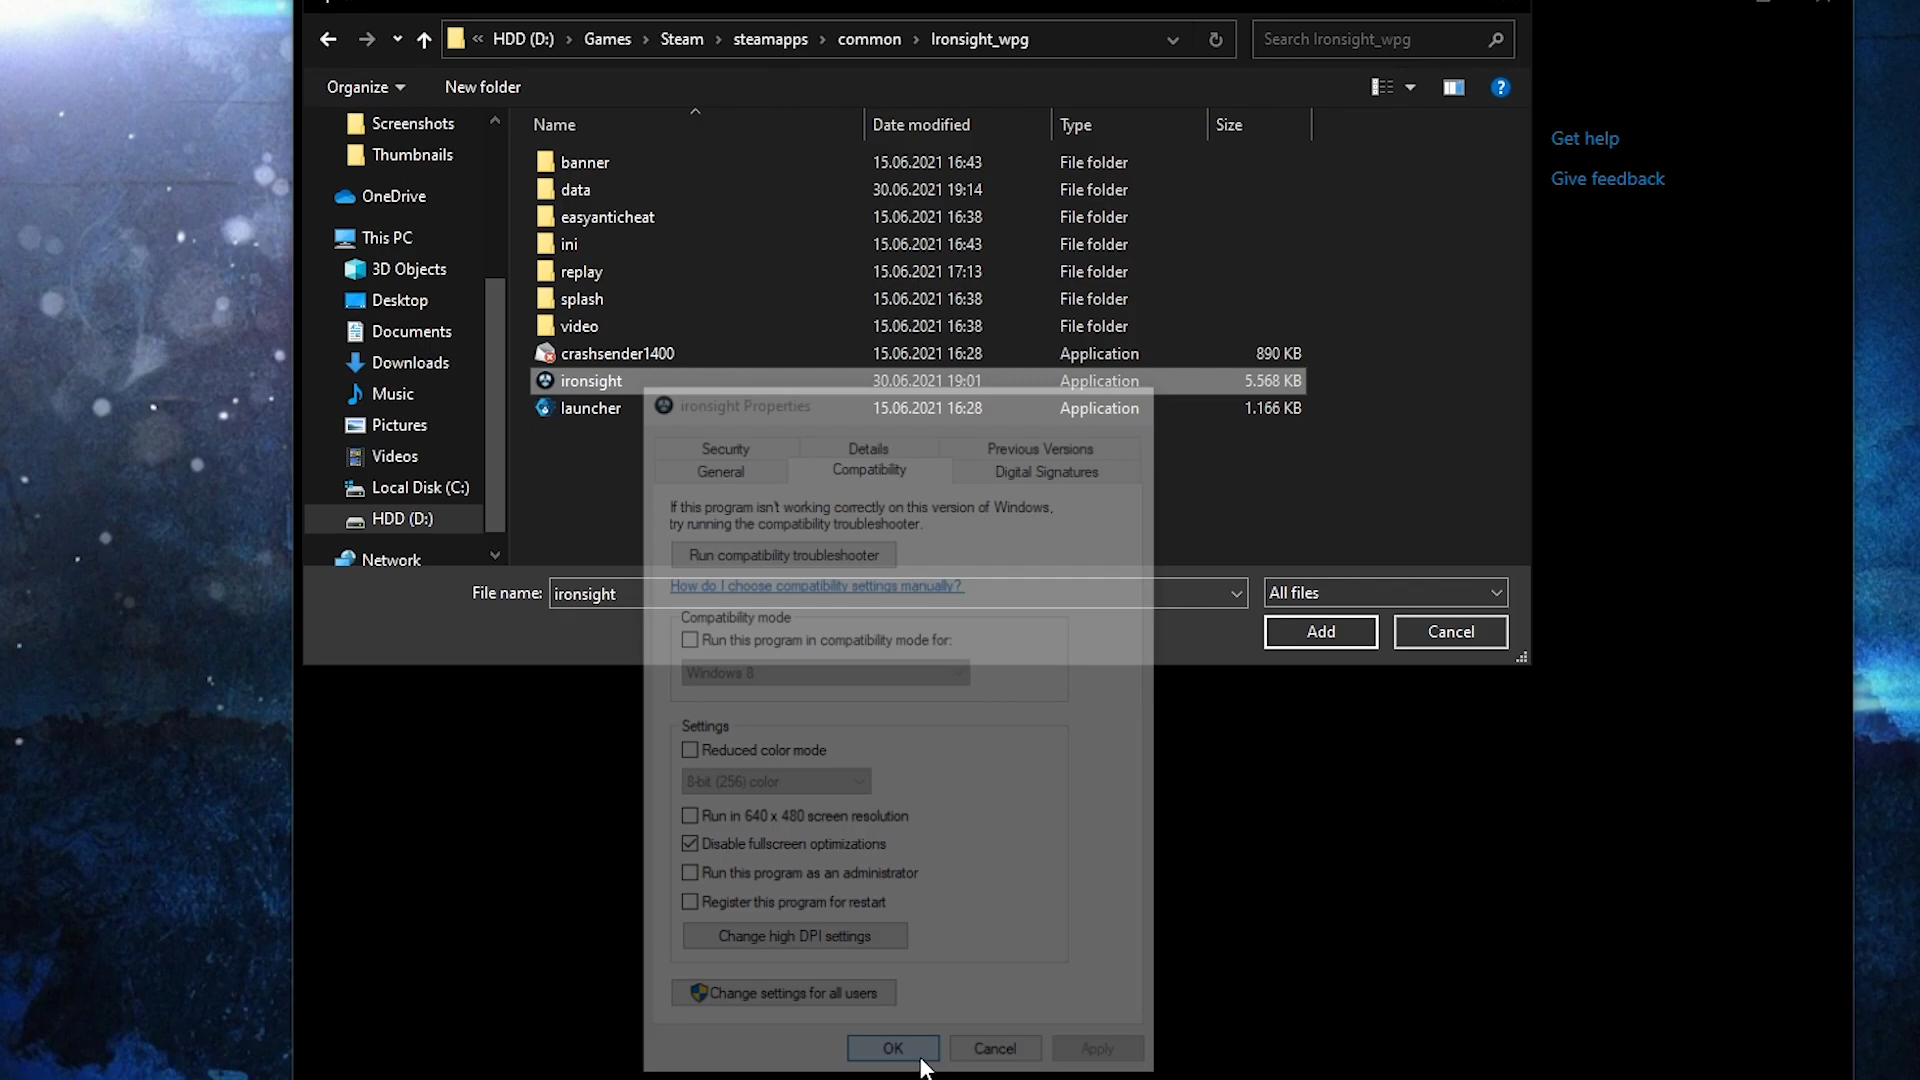 « HDD (D:) › Games › Steam › steamapps › common › Ironsight_wpg
Search Ironsight_wpg
Organize
New folder
Get help
Give feedback
Screenshots
Thumbnails
OneDrive
This PC
3D Objects
Desktop
Documents
Downloads
Music
Pictures
Videos
Local Disk (C:)
HDD (D:)
Network
Name Date modified Type Size
banner 15.06.2021 16:43 File folder
data 30.06.2021 19:14 File folder
easyanticheat 15.06.2021 16:38 File folder
ini 15.06.2021 16:43 File folder
replay 15.06.2021 17:13 File folder
splash 15.06.2021 16:38 File folder
video 15.06.2021 16:38 File folder
crashsender1400 15.06.2021 16:28 Application 890 KB
ironsight 30.06.2021 19:01 Application 5.568 KB
launcher 15.06.2021 16:28 Application 1.166 KB
File name: ironsight
All files
Add
Cancel
ironsight Properties
Security Details Previous Versions
General Compatibility Digital Signatures
If this program isn't working correctly on this version of Windows,
try running the compatibility troubleshooter.
Run compatibility troubleshooter
How do I choose compatibility settings manually?
Compatibility mode
Run this program in compatibility mode for:
Windows 8
Settings
Reduced color mode
8-bit (256) color
Run in 640 x 480 screen resolution
Disable fullscreen optimizations
Run this program as an administrator
Register this program for restart
Change high DPI settings
Change settings for all users
OK Cancel Apply